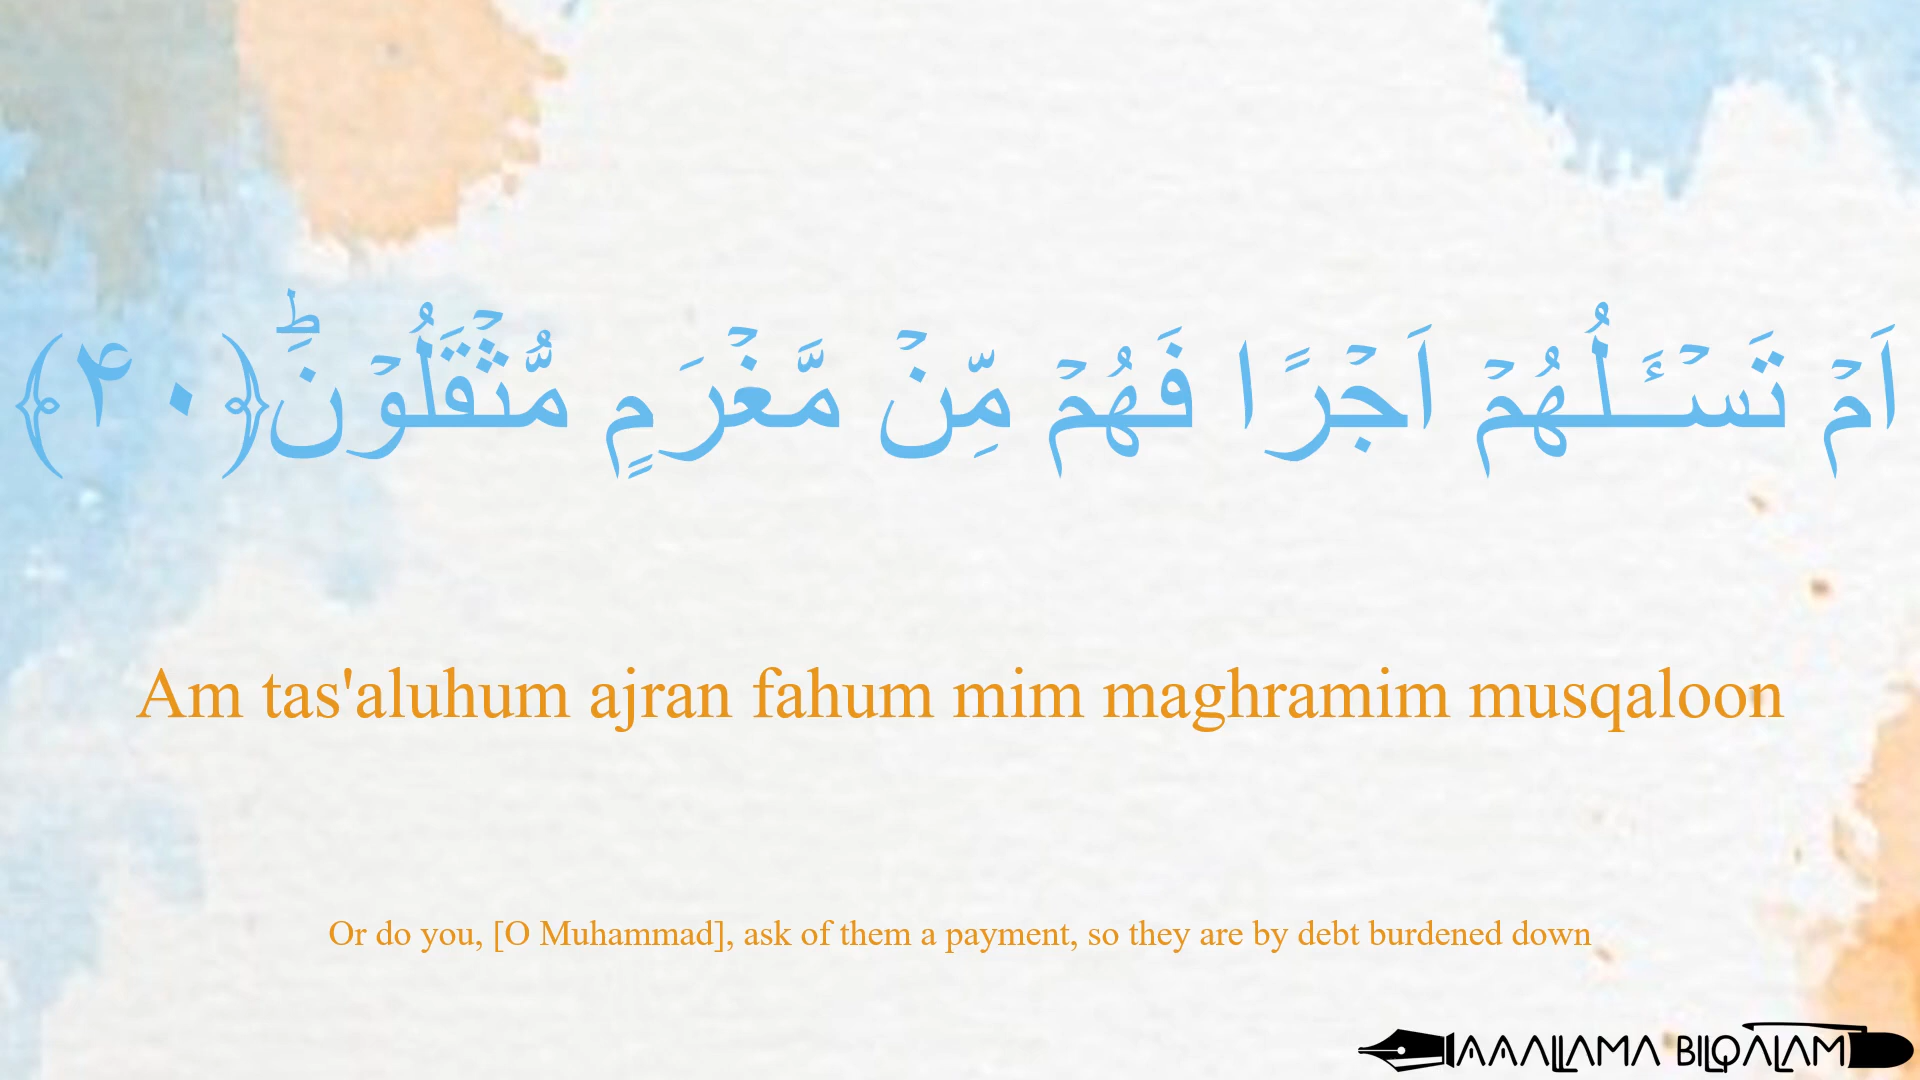 اَمۡ تَسۡـَٔـلُهُمۡ اَجۡرًا فَهُمۡ مِّنۡ مَّغۡرَمٍ مُّثۡقَلُوۡنَؕ‏ ﴿۴۰﴾
Am tas'aluhum ajran fahum mim maghramim musqaloon
Or do you, [O Muhammad], ask of them a payment, so they are by debt burdened down
AAALLAMA BILQALAM